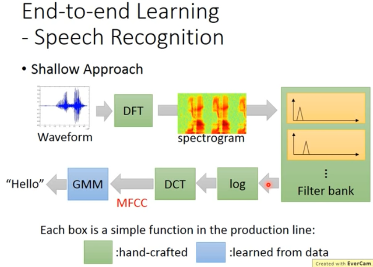 End-to-end Learning
- Speech Recognition
• Shallow Approach
Waveform
DFT
spectrogram
Filter bank
⋮
log
DCT
MFCC
GMM
“Hello”
Each box is a simple function in the production line:
:hand-crafted
:learned from data
Created with EverCam